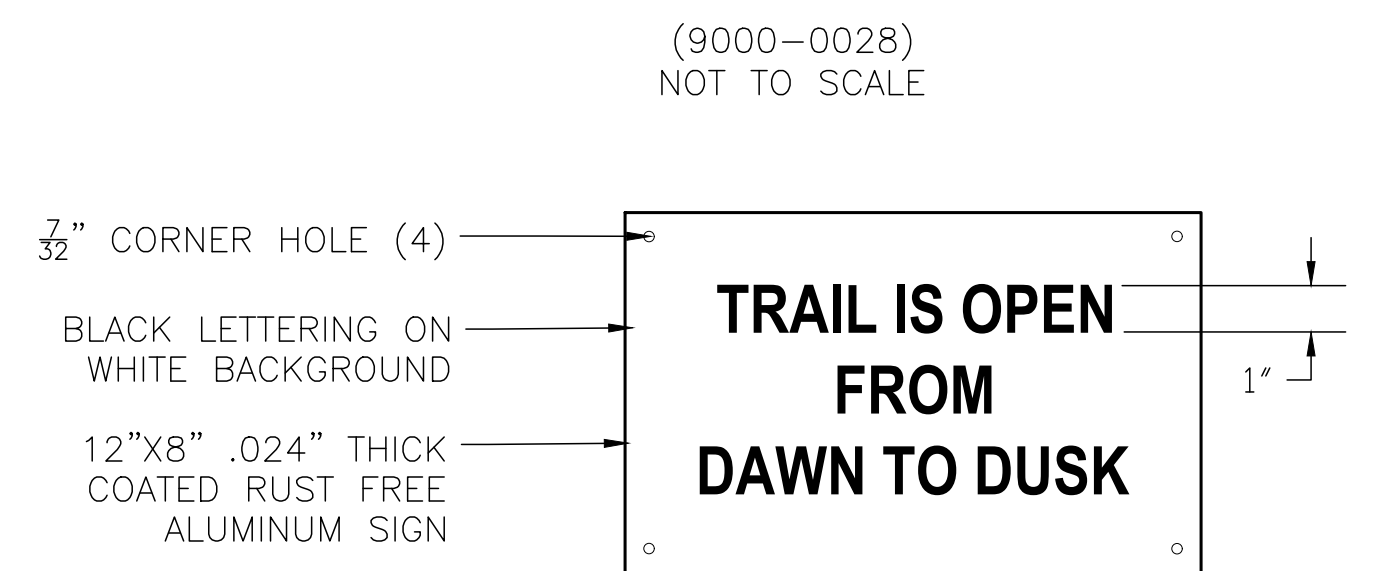 (9000-0028)
NOT TO SCALE
7/32" CORNER HOLE (4)
BLACK LETTERING ON
WHITE BACKGROUND
12"X8" .024" THICK
COATED RUST FREE
ALUMINUM SIGN
TRAIL IS OPEN
FROM
DAWN TO DUSK
1"